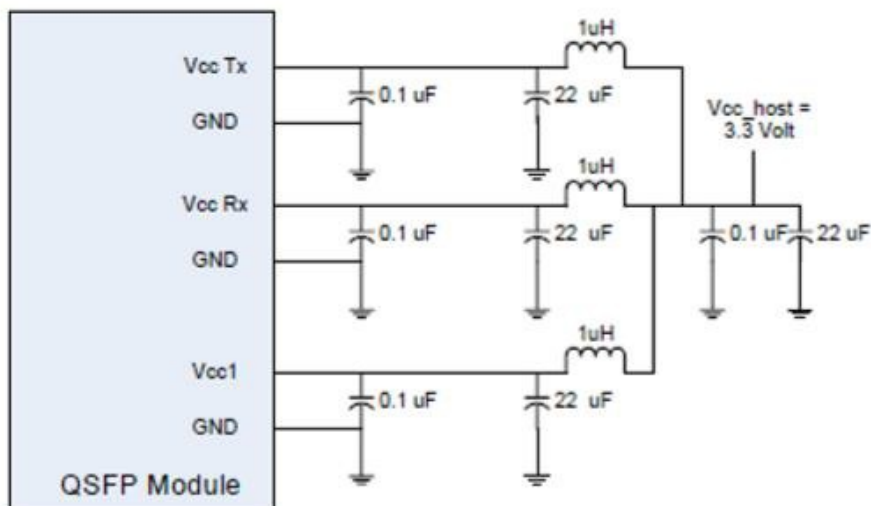 1uH
Vcc Tx
0.1 uF
22 uF
GND
Vcc_host =
3.3 Volt
1uH
Vcc Rx
0.1 uF
22 uF
0.1 uF
22 uF
GND
1uH
Vcc1
0.1 uF
22 uF
GND
QSFP Module